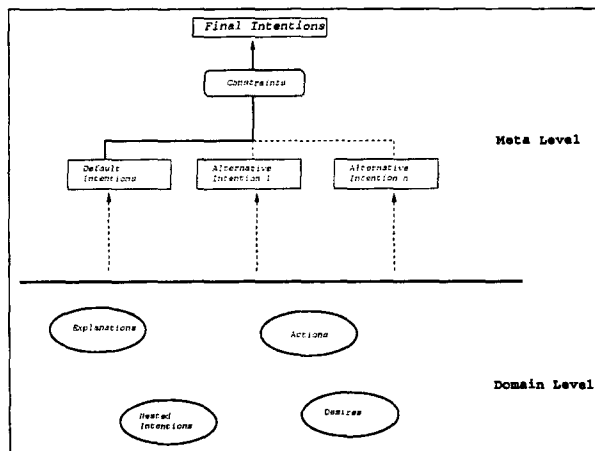 Final Intentions
Constraints
Meta Level
Default
Intentions
Alternative
Intention 1
Alternative
Intention n
Explanations
Actions
Domain Level
Nested
Intentions
Desires